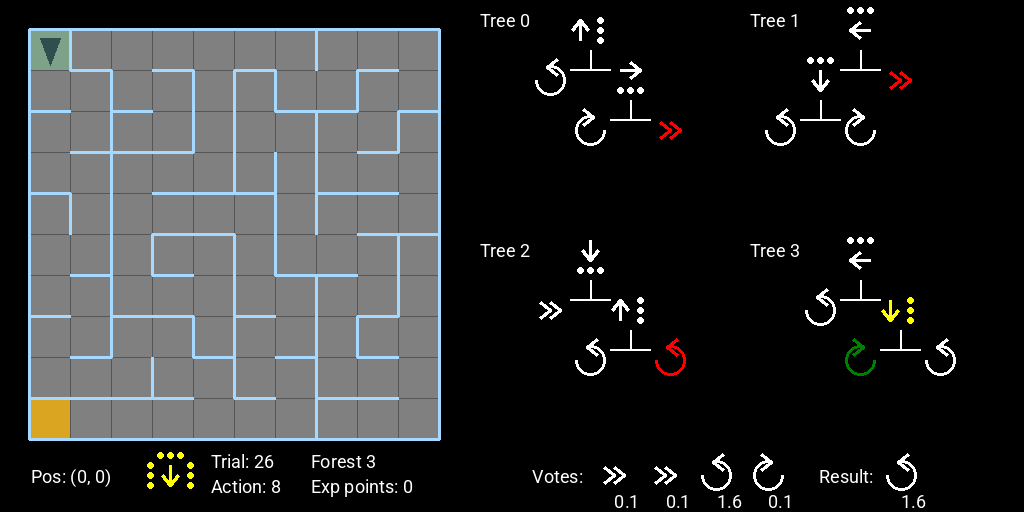 Tree 0
Tree 1
Tree 2
Tree 3
Pos: (0, 0)
Trial: 26
Forest 3
Action: 8
Exp points: 0
Votes:
0.1
0.1
1.6
0.1
Result:
1.6